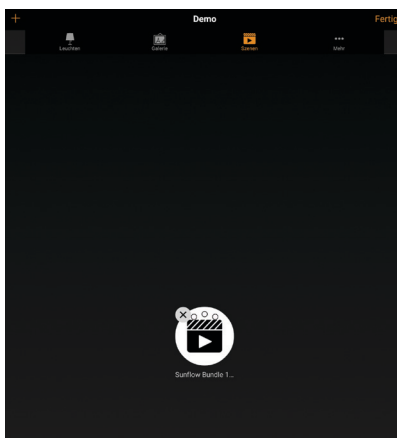 Demo
Fertig
Leuchten
Galerie
Szenen
Mehr
Sunflow Bundle 1...